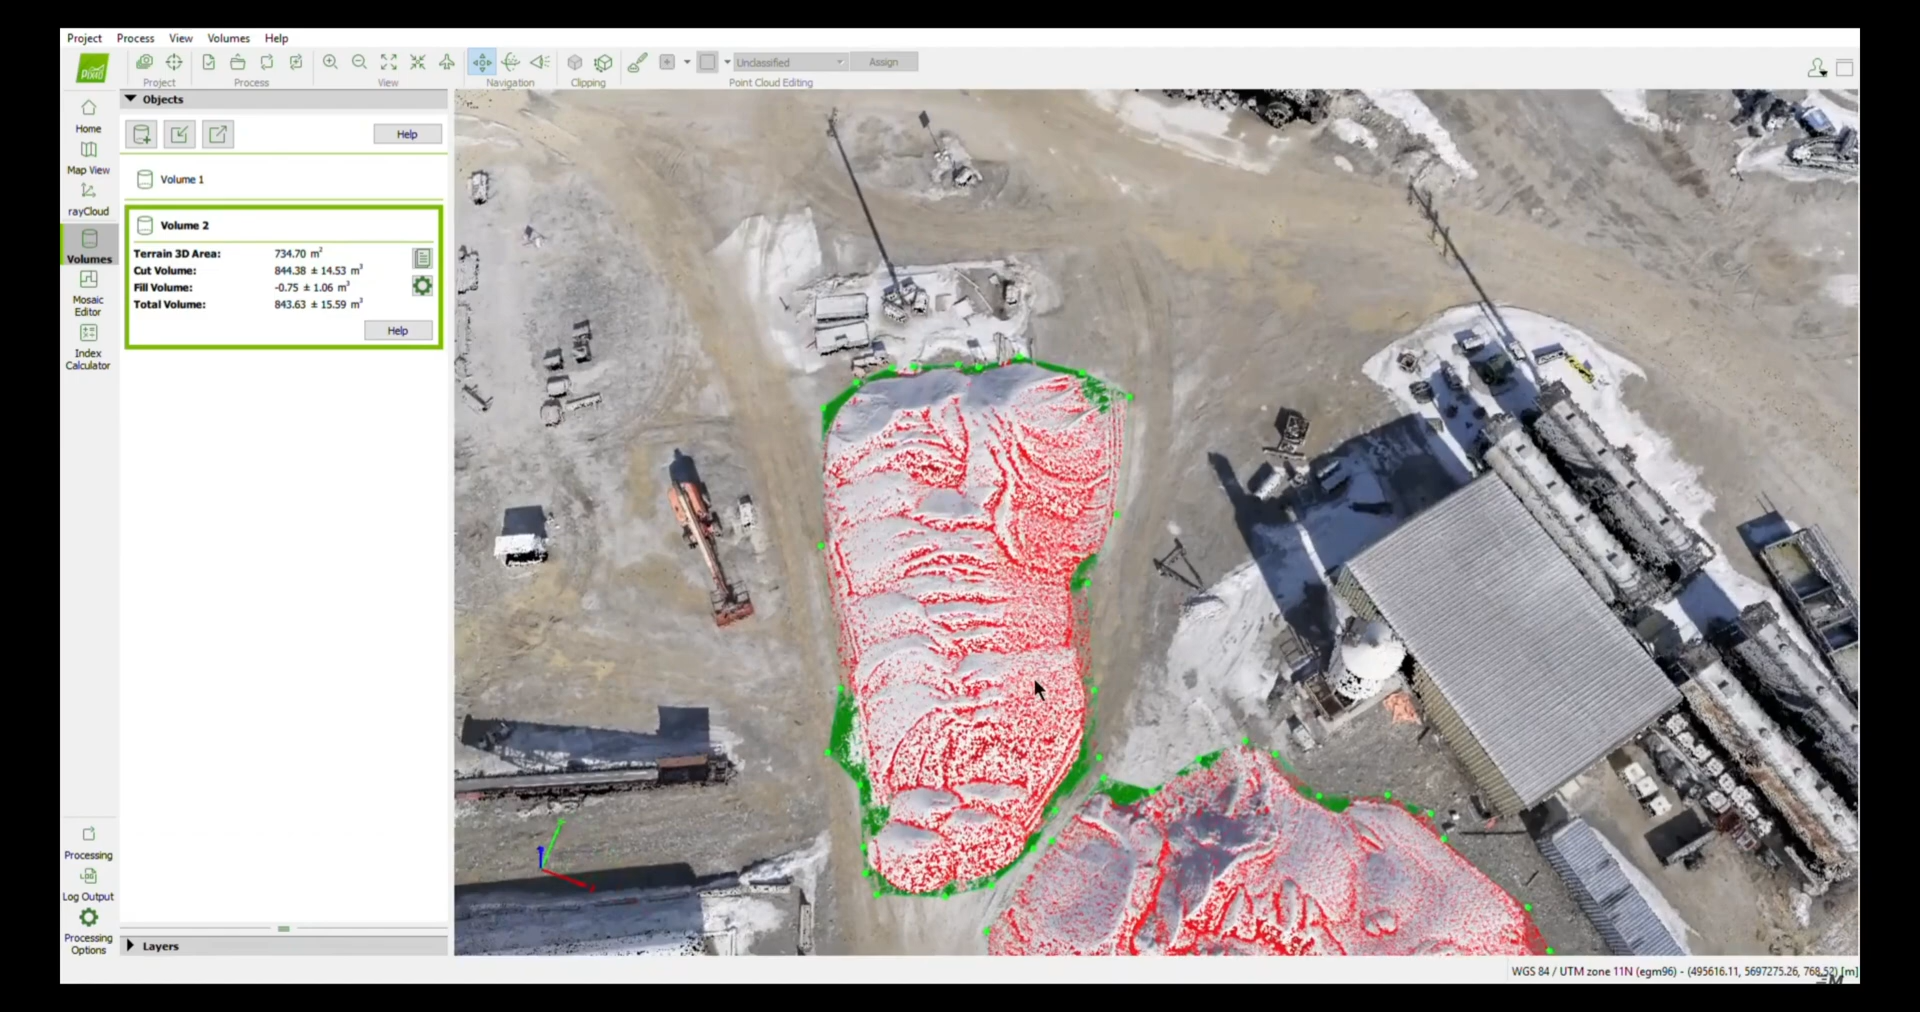 Project Process View Volumes Help
PIX4D
Project Process View Navigation Clipping Point Cloud Editing
Unclassified Assign
Objects
Help
Home
Map View
rayCloud
Volumes
Mosaic
Editor
Index
Calculator
Volume 1
Volume 2
Terrain 3D Area: 734.70 m²
Cut Volume: 844.38 ± 14.53 m³
Fill Volume: -0.75 ± 1.06 m³
Total Volume: 843.63 ± 15.59 m³
Help
Processing
Log Output
Processing
Options
Layers
WGS 84 / UTM zone 11N (egm96) - (495616.11, 5697275.26, 768.52) [m]